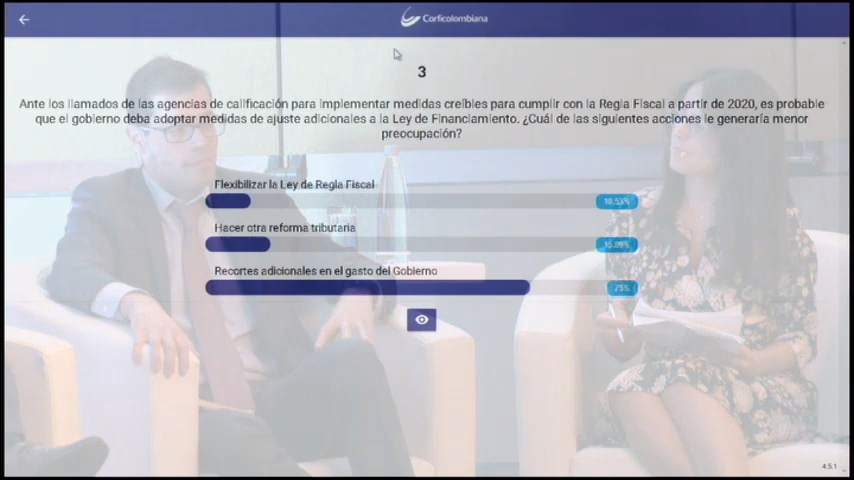 Corficolombiana
3
Ante los llamados de las agencias de calificación para implementar medidas creíbles para cumplir con la Regla Fiscal a partir de 2020, es probable
que el gobierno deba adoptar medidas de ajuste adicionales a la Ley de Financiamiento. ¿Cuál de las siguientes acciones le generaría menor
preocupación?
Flexibilizar la Ley de Regla Fiscal
10.53%
Hacer otra reforma tributaria
Recortes adicionales en el gasto del Gobierno
75%
4.5.1